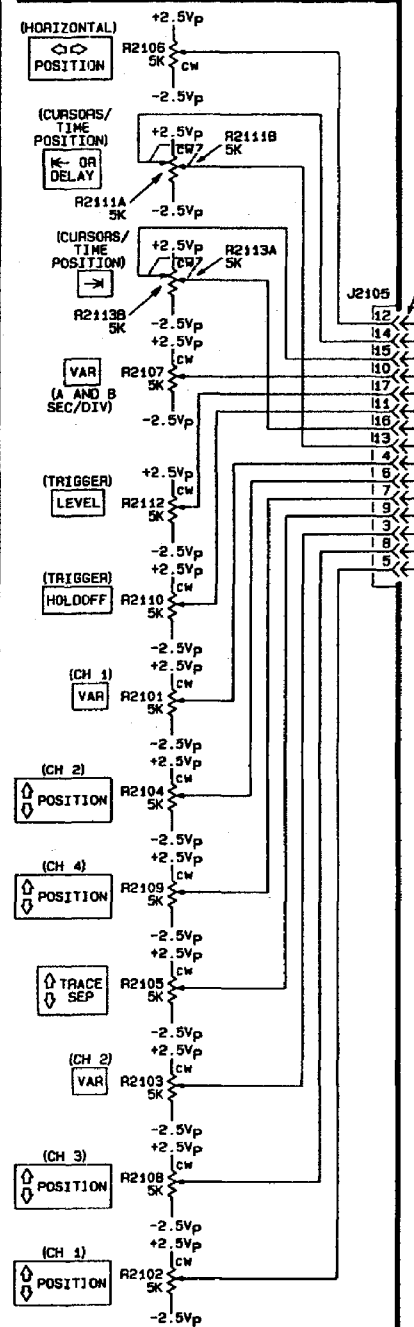 +2.5Vp
(HORIZONTAL)
POSITION
R2106
5K
CW
-2.5Vp
(CURSORS/
TIME
POSITION)
OR
DELAY
+2.5Vp
CW
R2111B
5K
R2111A
5K
-2.5Vp
(CURSORS/
TIME
POSITION)
+2.5Vp
CW
R2113A
5K
R2113B
5K
-2.5Vp
J2105
12
14
15
10
17
11
16
13
4
6
7
9
3
8
5
+2.5Vp
CW
VAR
R2107
5K
(A AND B
SEC/DIV)
-2.5Vp
+2.5Vp
CW
(TRIGGER)
LEVEL
R2112
5K
-2.5Vp
+2.5Vp
CW
(TRIGGER)
HOLDOFF
R2110
5K
-2.5Vp
+2.5Vp
CW
(CH 1)
VAR
R2101
5K
-2.5Vp
+2.5Vp
CW
(CH 2)
POSITION
R2104
5K
-2.5Vp
+2.5Vp
CW
(CH 4)
POSITION
R2109
5K
-2.5Vp
+2.5Vp
CW
TRACE
SEP
R2105
5K
-2.5Vp
+2.5Vp
CW
(CH 2)
VAR
R2103
5K
-2.5Vp
+2.5Vp
CW
(CH 3)
POSITION
R2108
5K
-2.5Vp
+2.5Vp
CW
(CH 1)
POSITION
R2102
5K
-2.5Vp